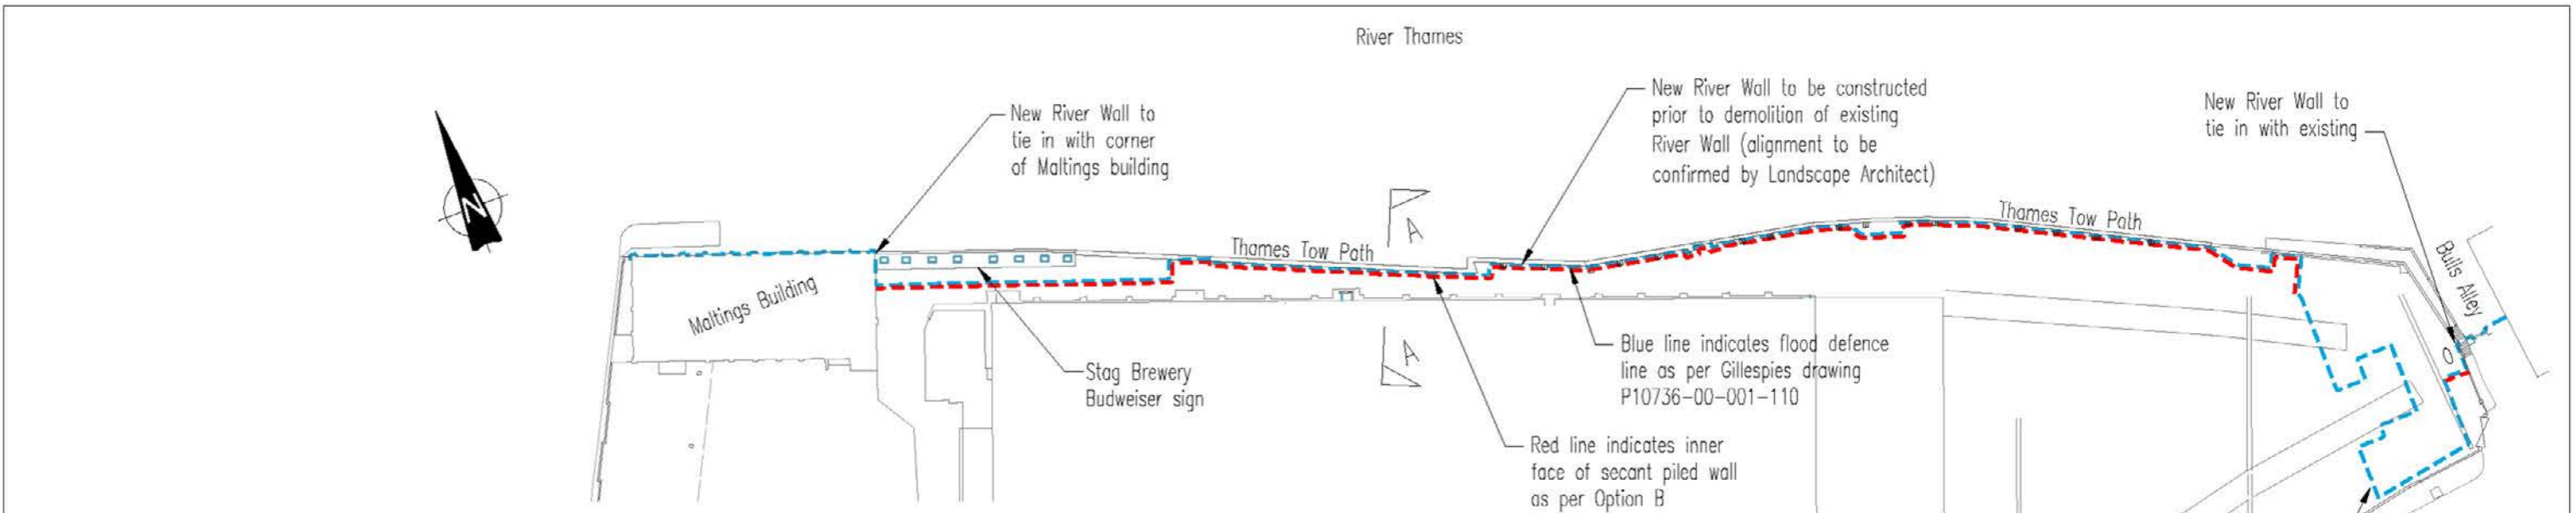 River Thames
New River Wall to
tie in with corner
of Maltings building
New River Wall to be constructed
prior to demolition of existing
River Wall (alignment to be
confirmed by Landscape Architect)
New River Wall to
tie in with existing
N
A
Thames Tow Path
Thames Tow Path
Bulls Alley
Maltings Building
A
Stag Brewery
Budweiser sign
Blue line indicates flood defence
line as per Gillespies drawing
P10736-00-001-110
Red line indicates inner
face of secant piled wall
as per Option B